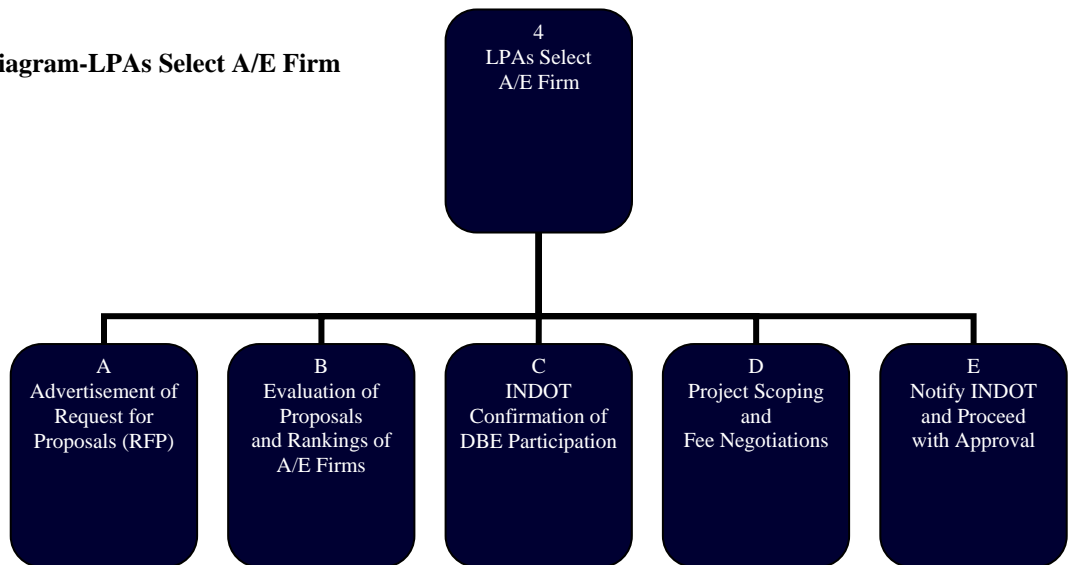 4
LPAs Select
A/E Firm
iagram-LPAs Select A/E Firm
A
Advertisement of
Request for
Proposals (RFP)
B
Evaluation of
Proposals
and Rankings of
A/E Firms
C
INDOT
Confirmation of
DBE Participation
D
Project Scoping
and
Fee Negotiations
E
Notify INDOT
and Proceed
with Approval